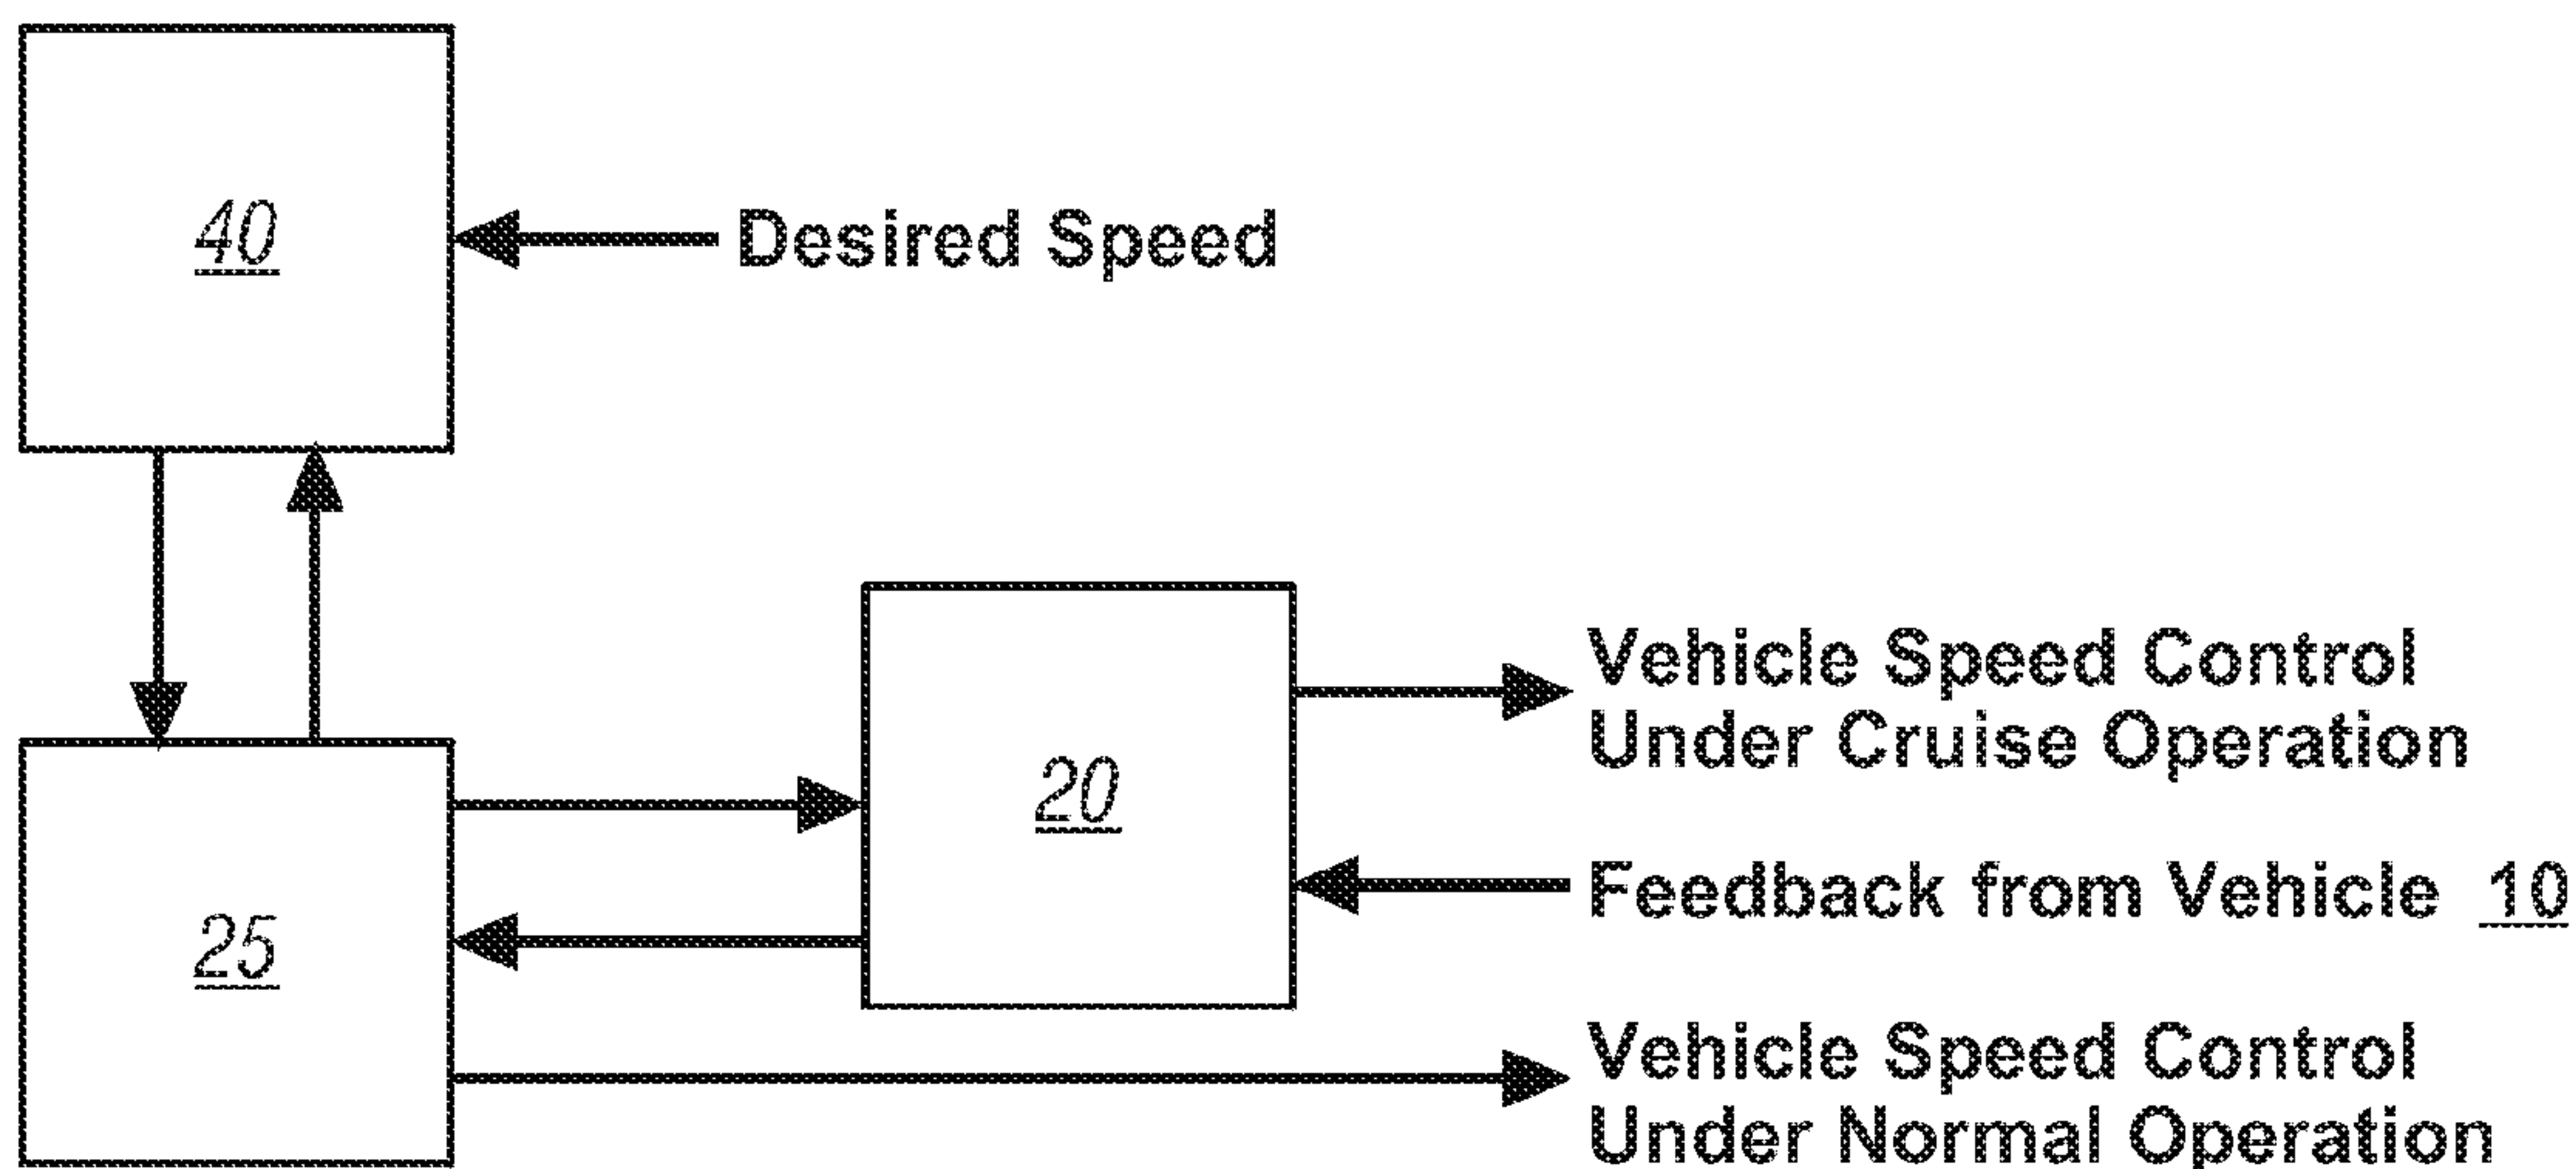 40
Desired Speed
20
Vehicle Speed Control
Under Cruise Operation
Feedback from Vehicle 10
25
Vehicle Speed Control
Under Normal Operation